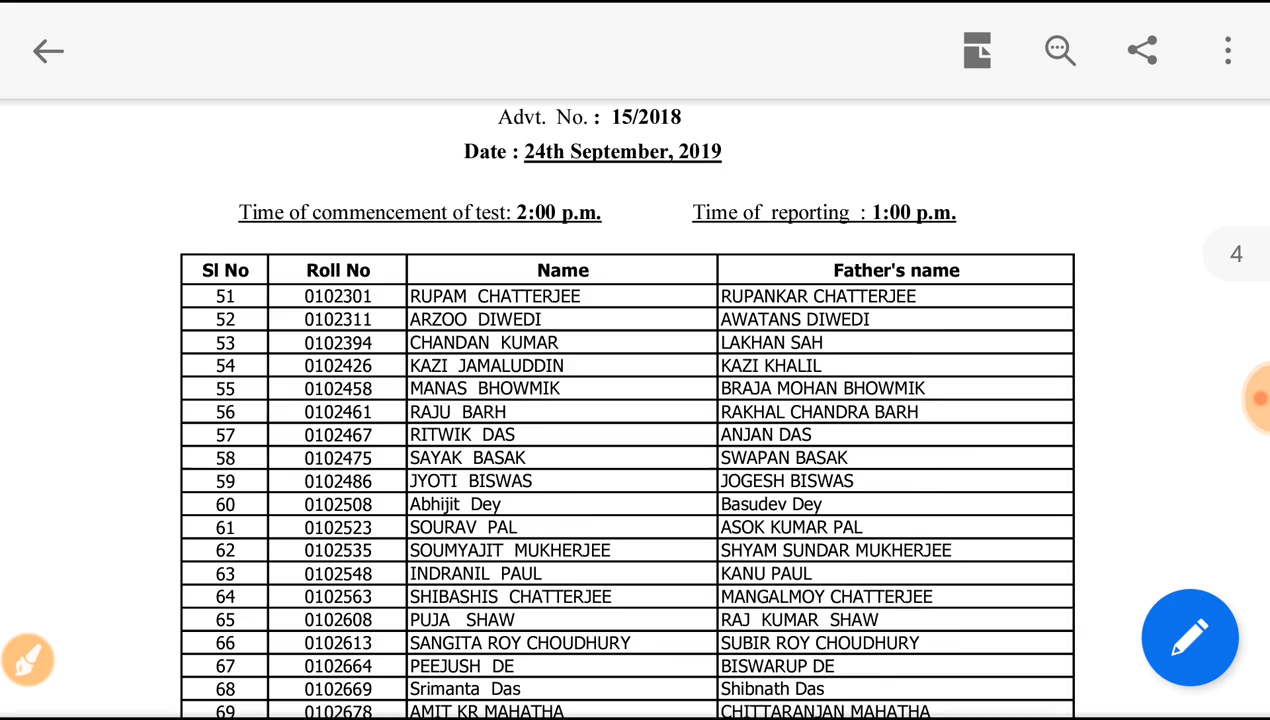 Advt. No. : 15/2018
Date : 24th September, 2019
Time of commencement of test: 2:00 p.m. Time of reporting : 1:00 p.m.
4
Sl No Roll No Name Father's name
51 0102301 RUPAM CHATTERJEE RUPANKAR CHATTERJEE
52 0102311 ARZOO DIWEDI AWATANS DIWEDI
53 0102394 CHANDAN KUMAR LAKHAN SAH
54 0102426 KAZI JAMALUDDIN KAZI KHALIL
55 0102458 MANAS BHOWMIK BRAJA MOHAN BHOWMIK
56 0102461 RAJU BARH RAKHAL CHANDRA BARH
57 0102467 RITWIK DAS ANJAN DAS
58 0102475 SAYAK BASAK SWAPAN BASAK
59 0102486 JYOTI BISWAS JOGESH BISWAS
60 0102508 Abhijit Dey Basudev Dey
61 0102523 SOURAV PAL ASOK KUMAR PAL
62 0102535 SOUMYAJIT MUKHERJEE SHYAM SUNDAR MUKHERJEE
63 0102548 INDRANIL PAUL KANU PAUL
64 0102563 SHIBASHIS CHATTERJEE MANGALMOY CHATTERJEE
65 0102608 PUJA SHAW RAJ KUMAR SHAW
66 0102613 SANGITA ROY CHOUDHURY SUBIR ROY CHOUDHURY
67 0102664 PEEJUSH DE BISWARUP DE
68 0102669 Srimanta Das Shibnath Das
69 0102678 AMIT KR MAHATHA CHITTARANJAN MAHATHA